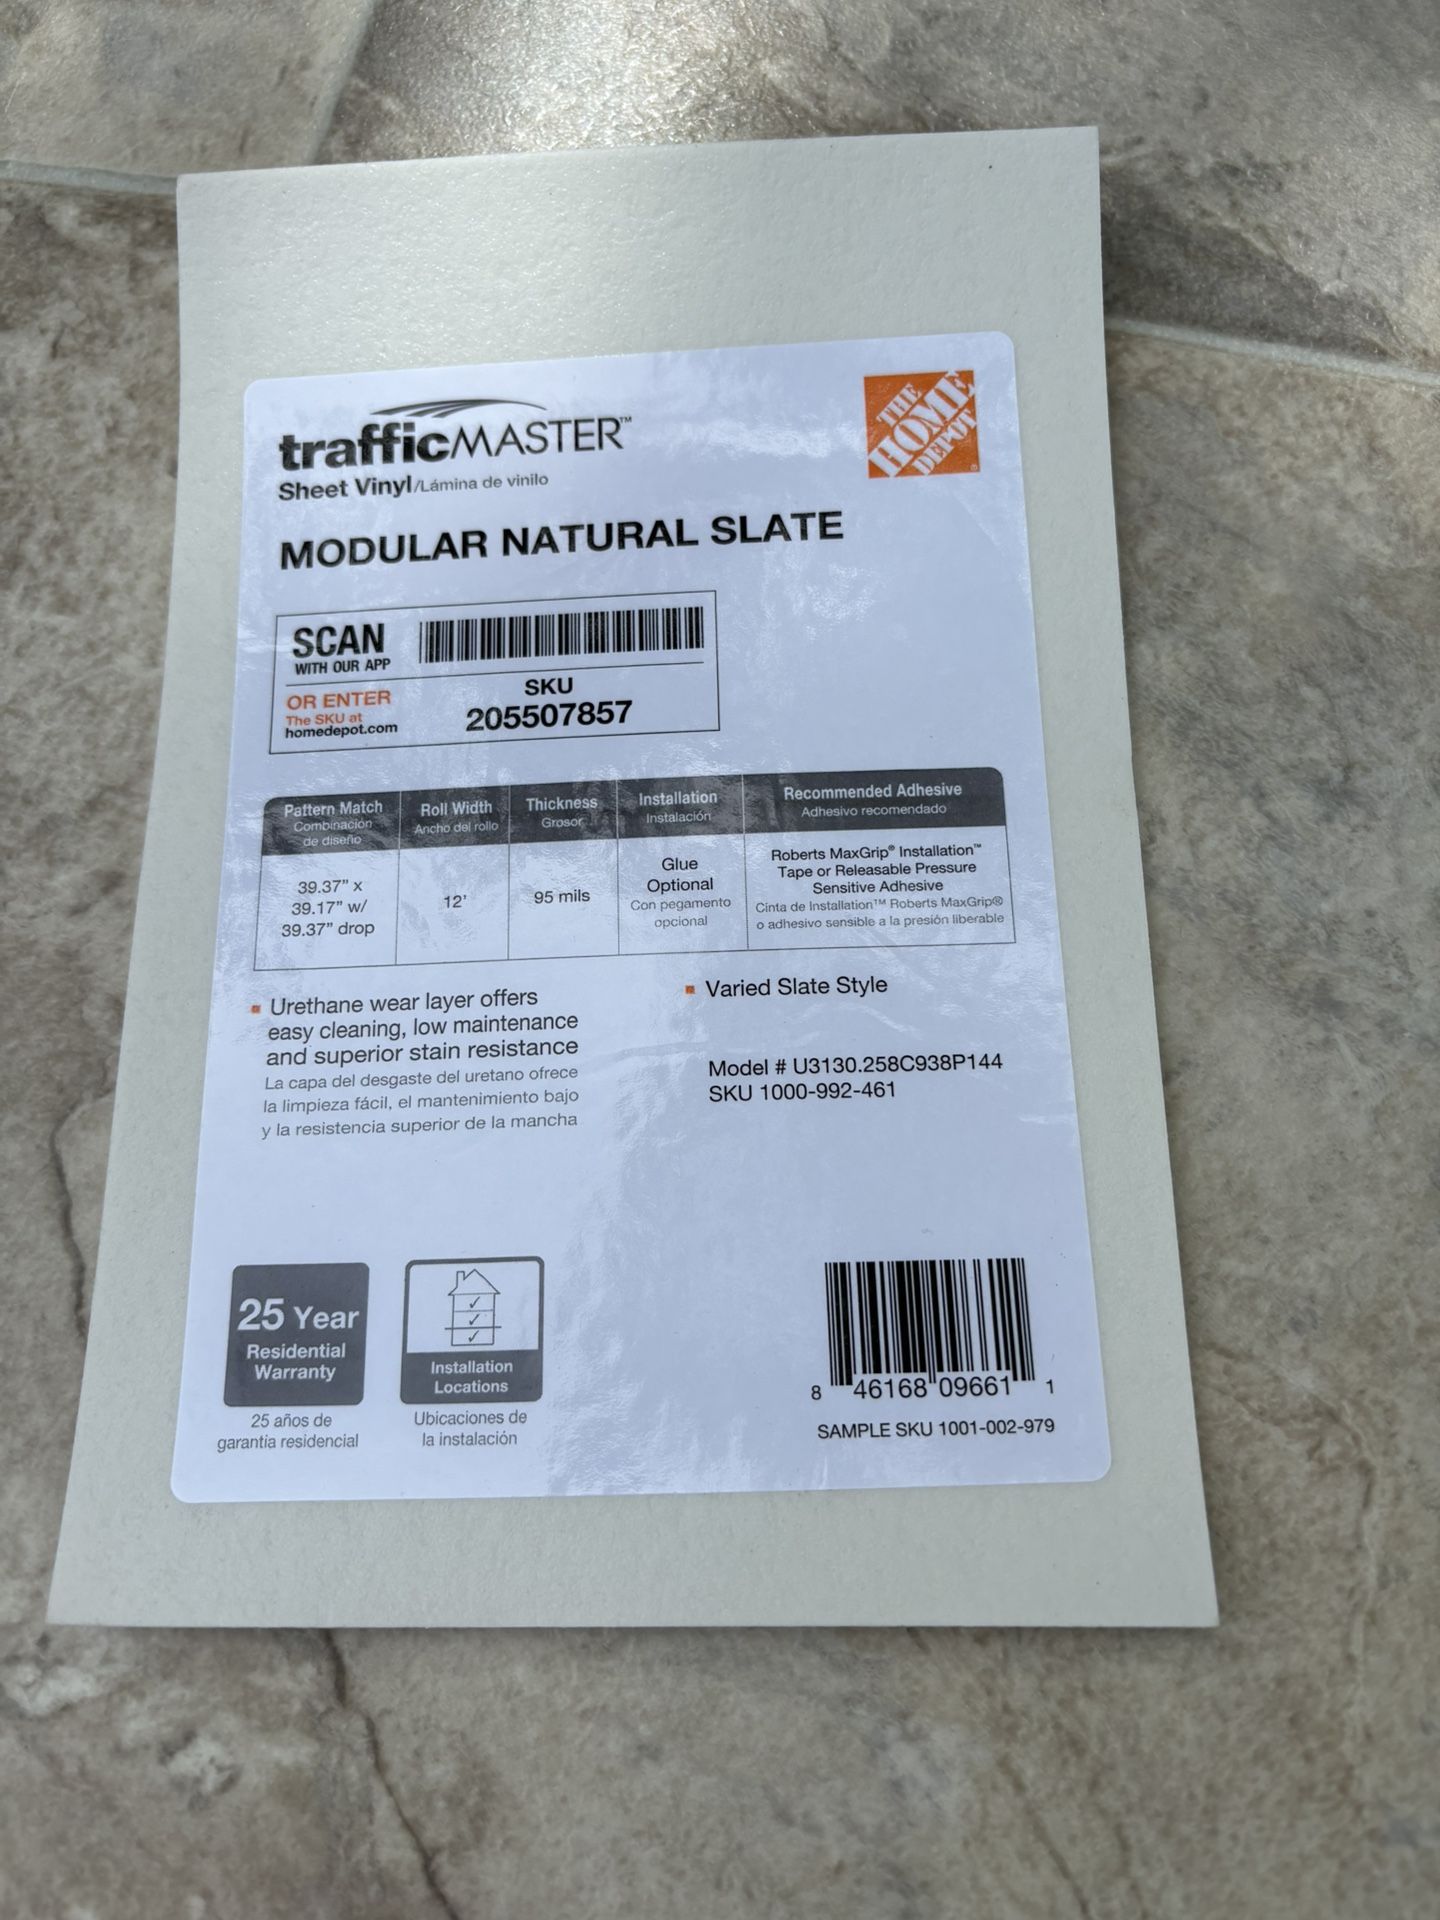 trafficMASTER™
Sheet Vinyl/Lámina de vinilo
THE
HOME
DEPOT
®
MODULAR NATURAL SLATE
SCAN
WITH OUR APP
OR ENTER
The SKU at
homedepot.com
SKU
205507857
Pattern Match
Combinación
de diseño
39.37" x
39.17" w/
39.37" drop
Roll Width
Ancho del rollo
12'
Thickness
Grosor
95 mils
Installation
Instalación
Glue
Optional
Con pegamento
opcional
Recommended Adhesive
Adhesivo recomendado
Roberts MaxGrip® Installation™
Tape or Releasable Pressure
Sensitive Adhesive
Cinta de Installation™ Roberts MaxGrip®
o adhesivo sensible a la presión liberable
▪ Urethane wear layer offers
easy cleaning, low maintenance
and superior stain resistance
La capa del desgaste del uretano ofrece
la limpieza fácil, el mantenimiento bajo
y la resistencia superior de la mancha
▪ Varied Slate Style
Model # U3130.258C938P144
SKU 1000-992-461
25 Year
Residential
Warranty
25 años de
garantia residencial
Installation
Locations
Ubicaciones de
la instalación
8 46168 09661 1
SAMPLE SKU 1001-002-979